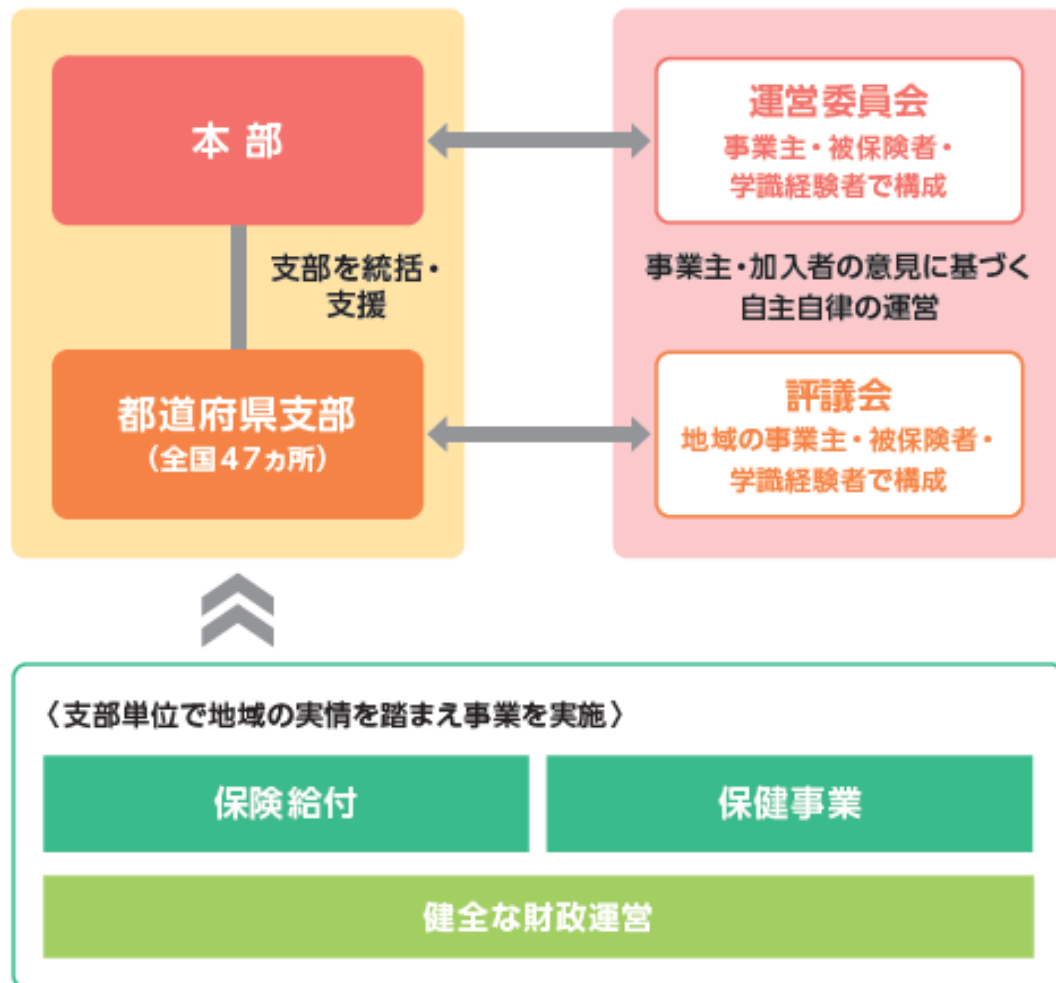 本部
運営委員会
事業主・被保険者・
学識経験者で構成
支部を統括・
支援
事業主・加入者の意見に基づく
自主自律の運営
都道府県支部
（全国47ヵ所）
評議会
地域の事業主・被保険者・
学識経験者で構成
〈支部単位で地域の実情を踏まえ事業を実施〉
保険給付
保健事業
健全な財政運営